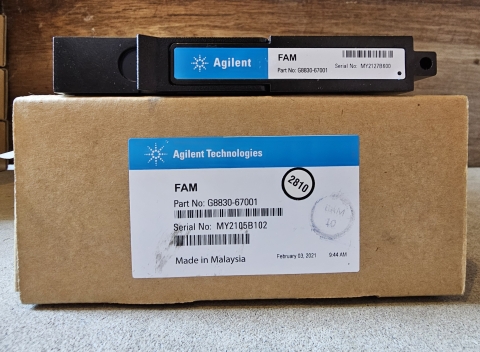 Agilent
FAM
Part No: G8830-67001
Serial No: MY2127B800
Agilent Technologies
FAM
2810
Part No: G8830-67001
Serial No: MY2105B102
Made in Malaysia
February 03, 2021 9:44 AM